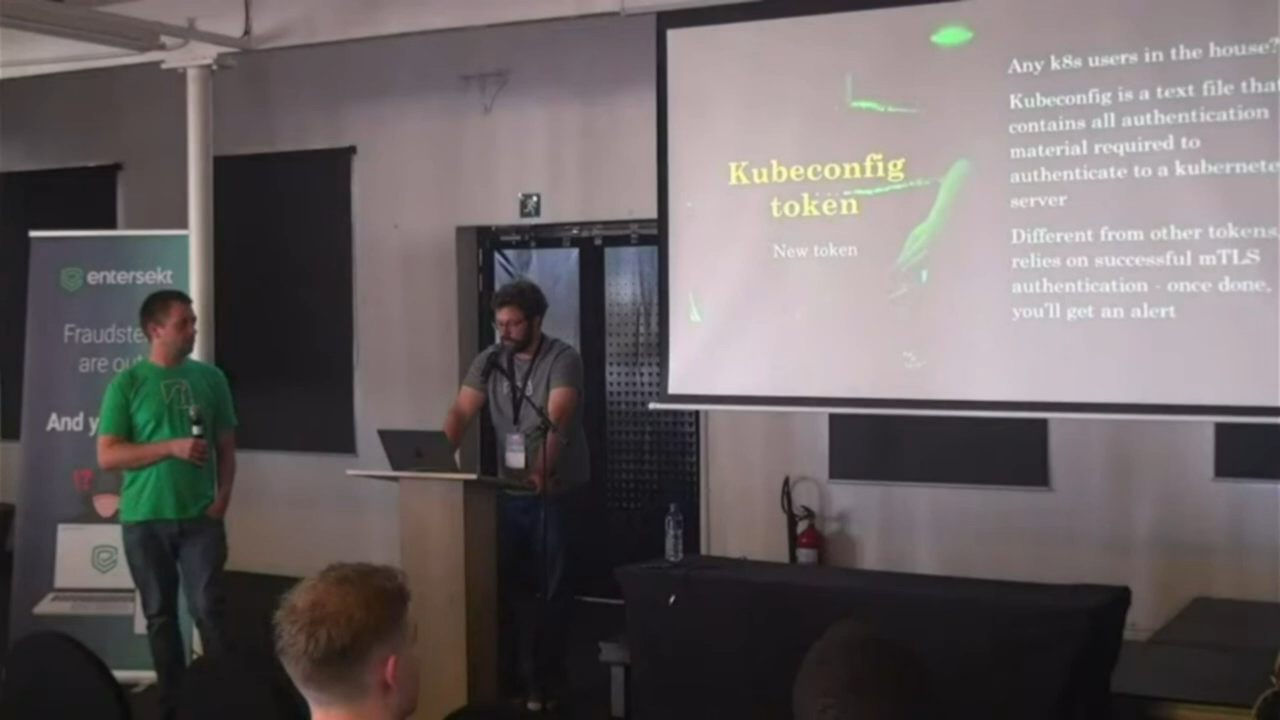 entersekt
Fraudste
are ou
And y
Kubeconfig
token
New token
Any k8s users in the house?
Kubeconfig is a text file that
contains all authentication
material required to
authenticate to a kubernete
server
Different from other tokens,
relies on successful mTLS
authentication - once done,
you'll get an alert